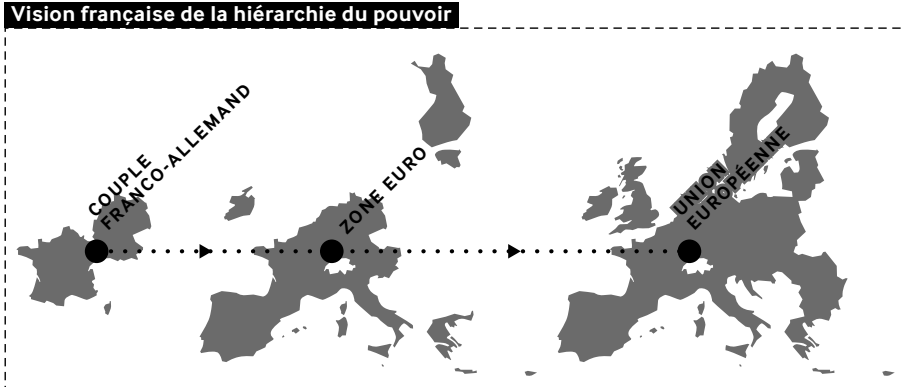 Vision française de la hiérarchie du pouvoir
COUPLE
FRANCO-ALLEMAND
ZONE EURO
UNION
EUROPÉENNE